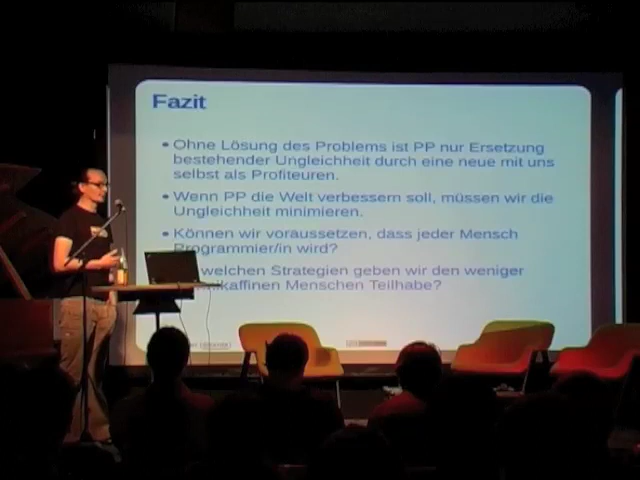 Fazit
• Ohne Lösung des Problems ist PP nur Ersetzung
bestehender Ungleichheit durch eine neue mit uns
selbst als Profiteuren.
• Wenn PP die Welt verbessern soll, müssen wir die
Ungleichheit minimieren.
• Können wir voraussetzen, dass jeder Mensch
Programmier/in wird?
welchen Strategien geben wir den weniger
Menschen Teilhabe?